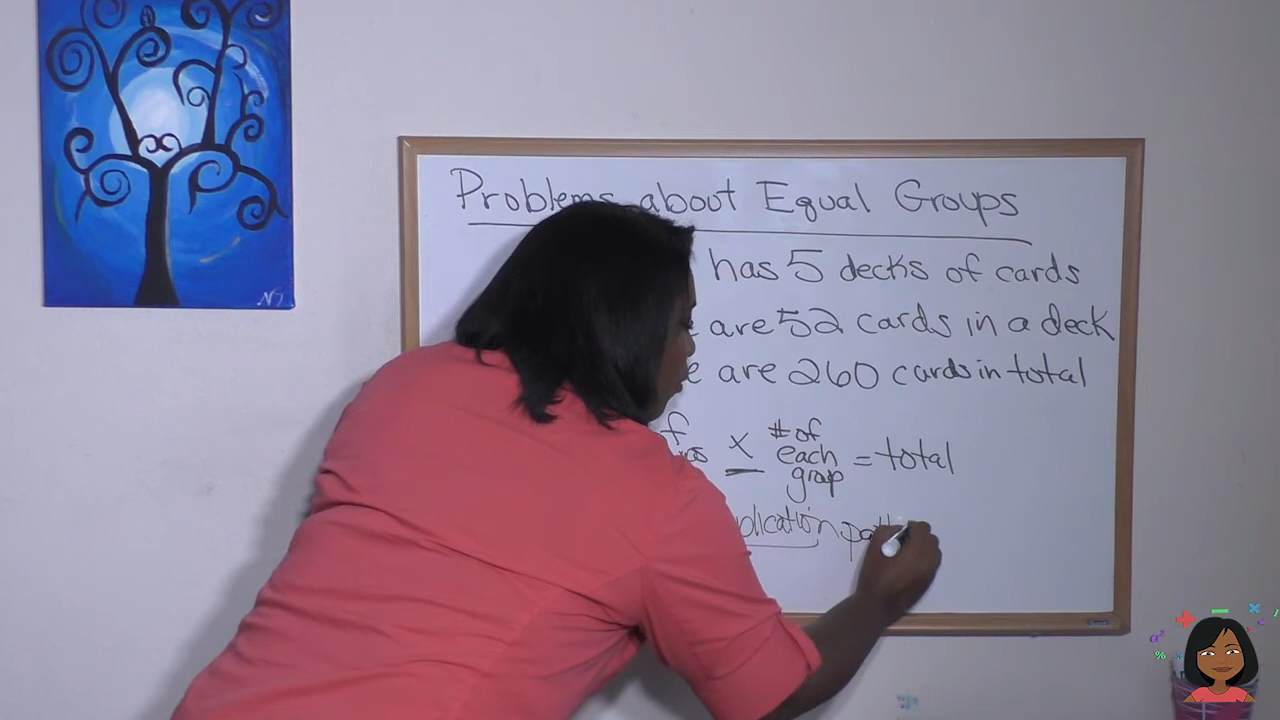 Problems about Equal Groups
has 5 decks of cards
are 52 cards in a deck
are 260 cards in total
x # of each group = total